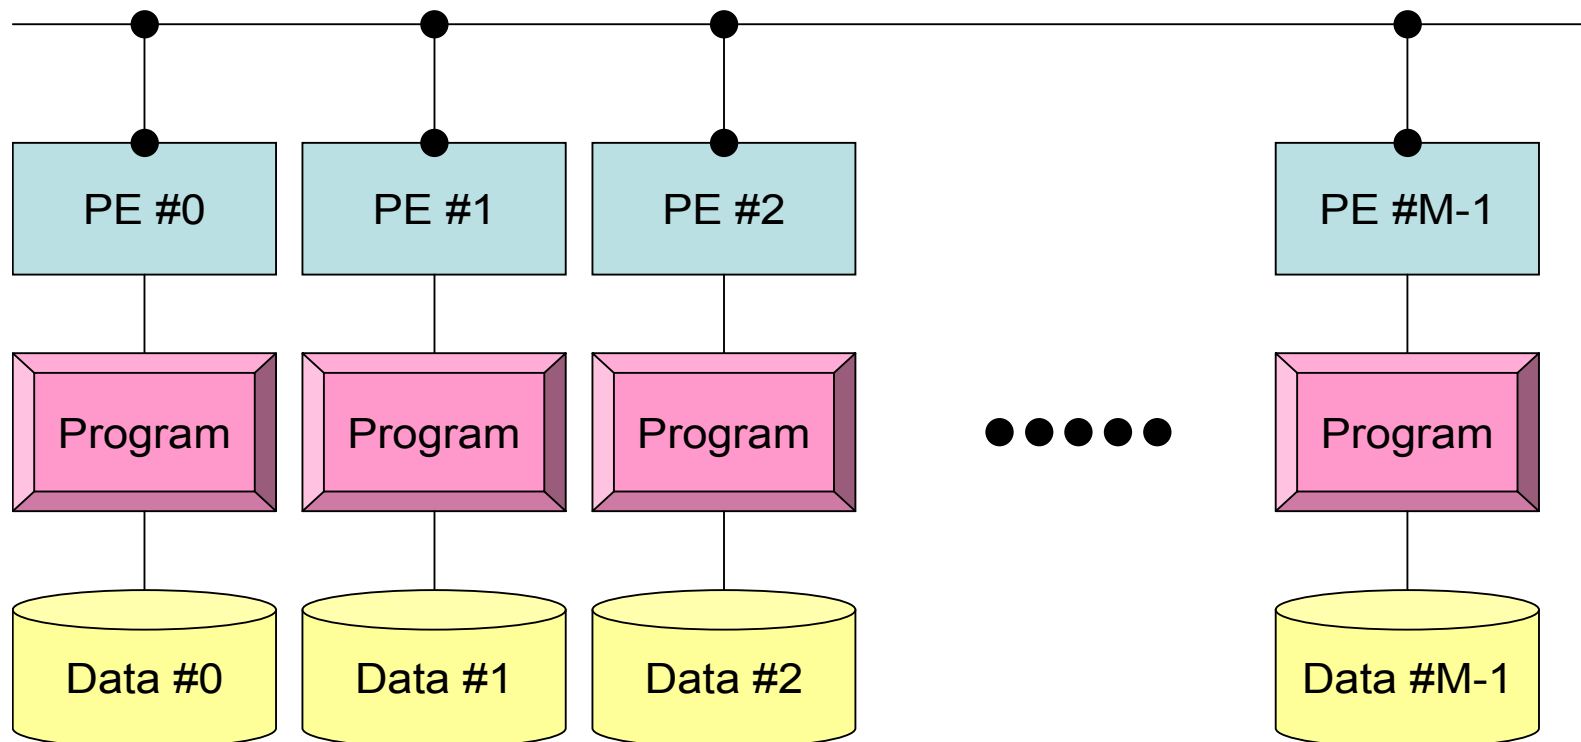 PE #0
PE #1
PE #2
PE #M-1
Program
Program
Program
Program
Data #0
Data #1
Data #2
Data #M-1